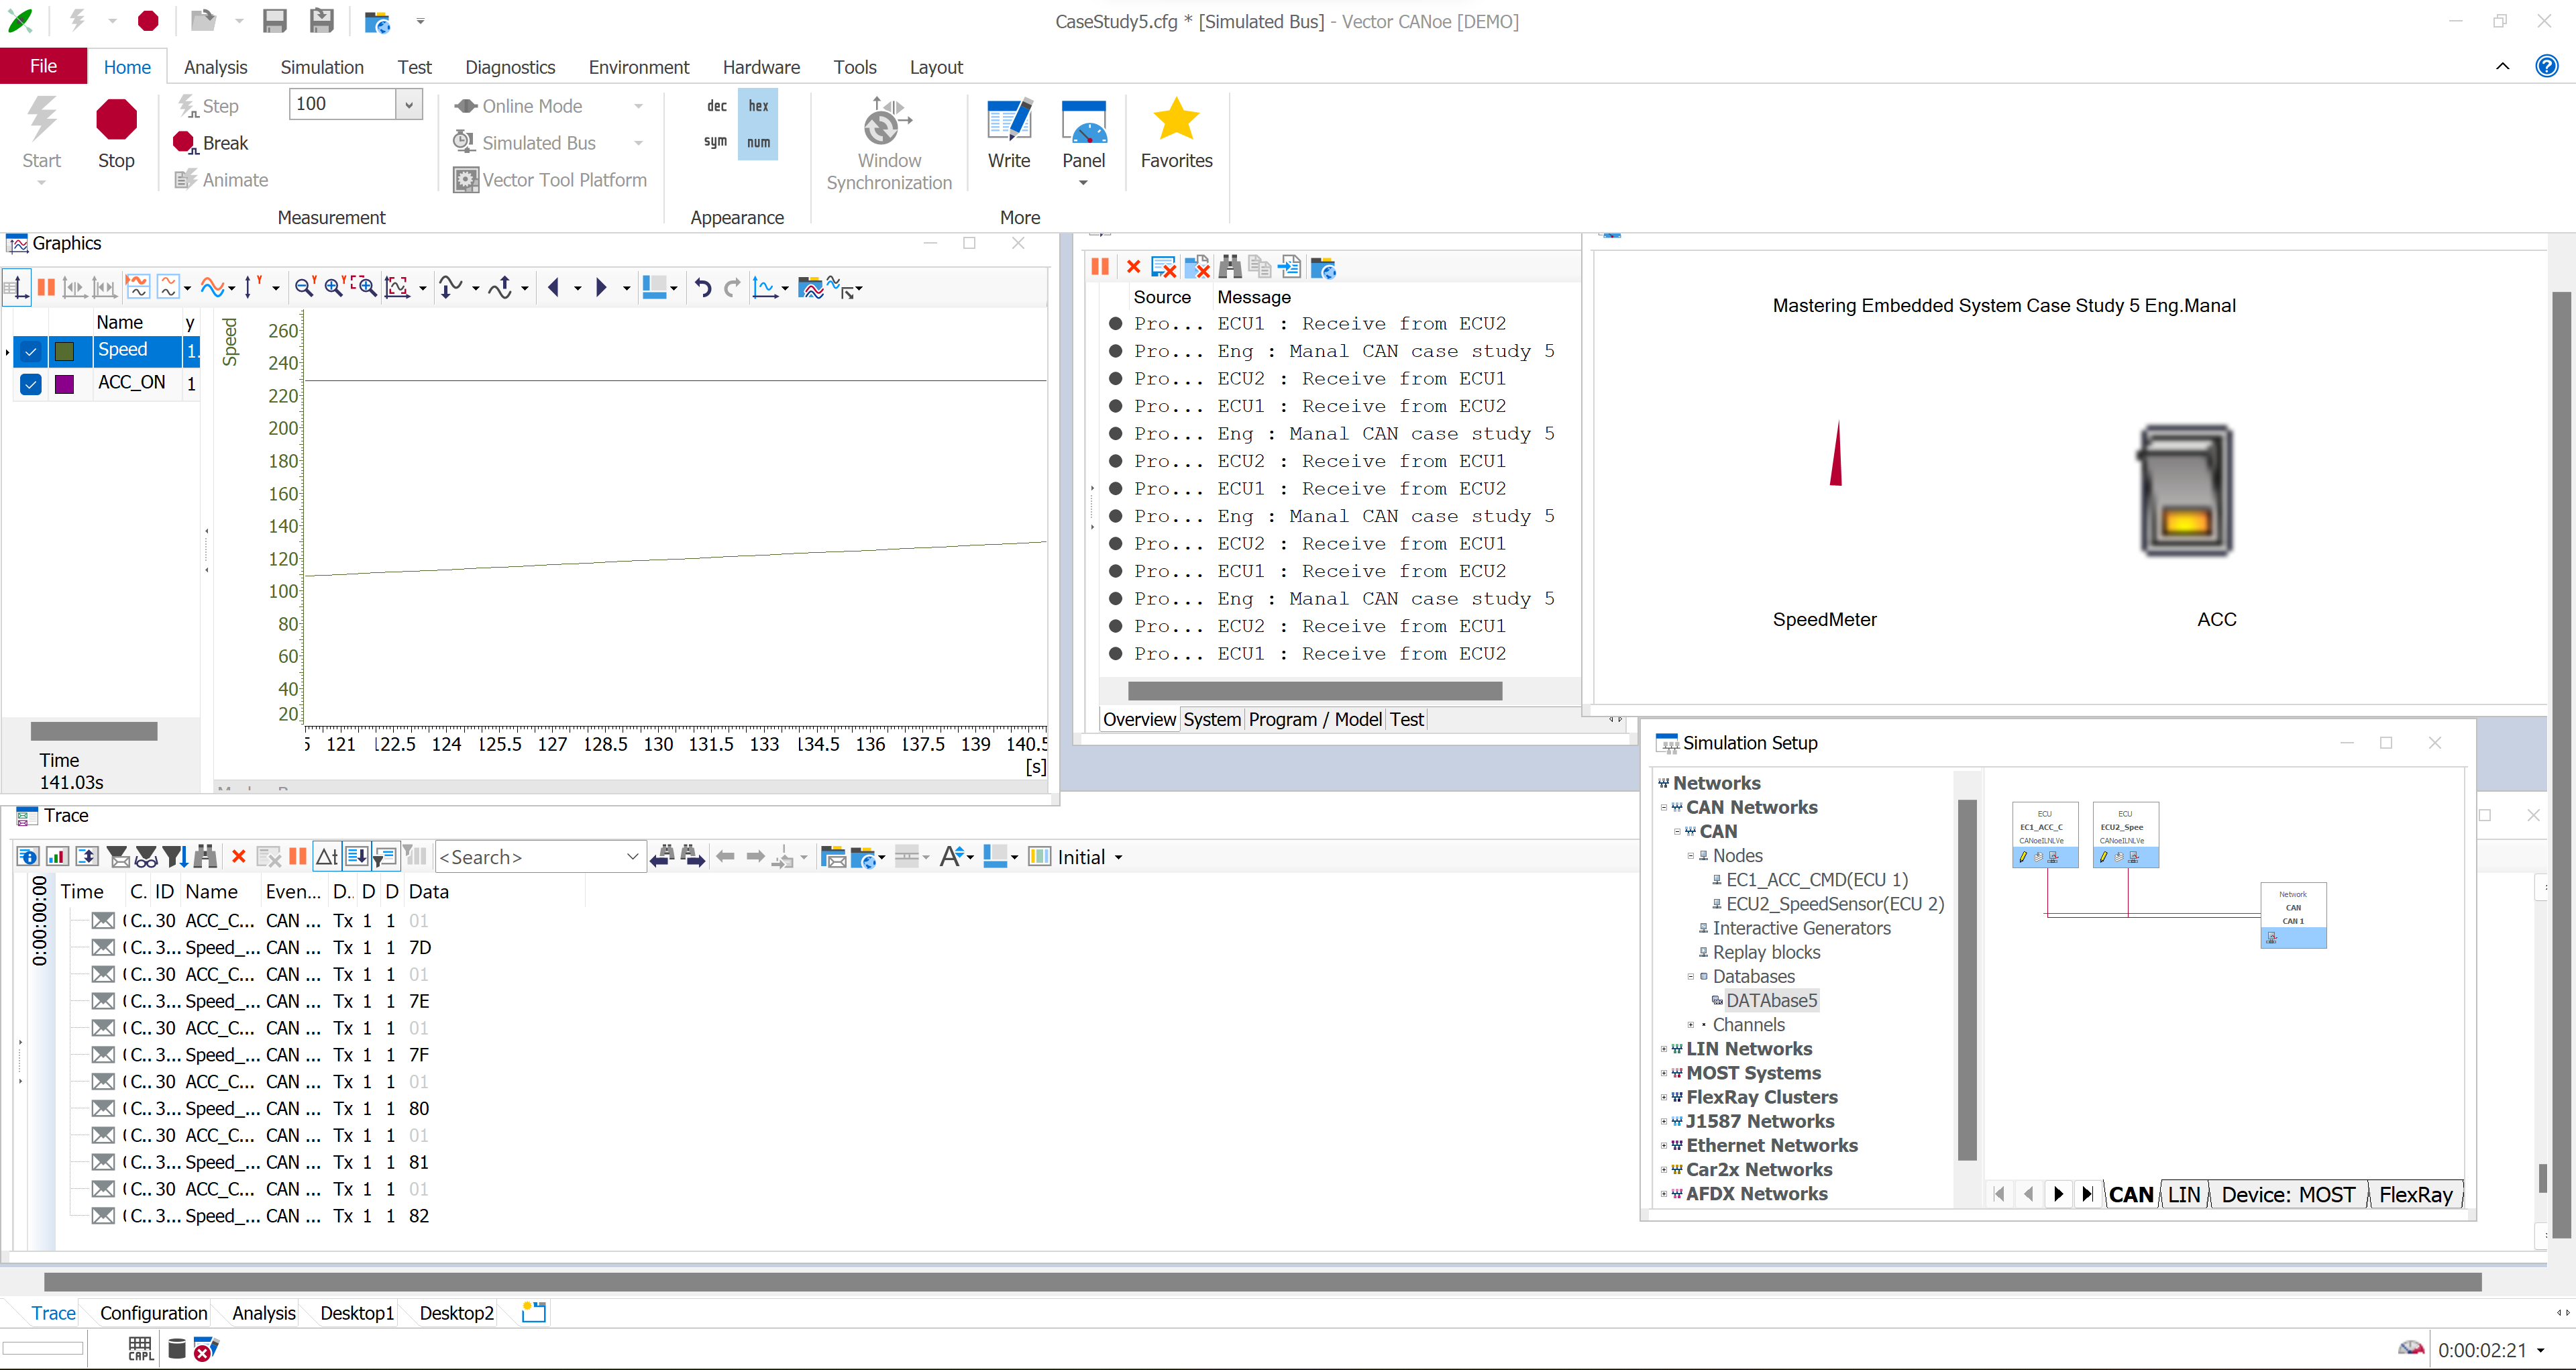 CaseStudy5.cfg * [Simulated Bus] - Vector CANoe [DEMO]
File Home Analysis Simulation Test Diagnostics Environment Hardware Tools Layout
Start
Stop
Step
Break
Animate
100
Measurement
Online Mode
Simulated Bus
Vector Tool Platform
dec hex
sym num
Appearance
Window
Synchronization
Write
Panel
More
Favorites
Graphics
Name y
Speed 1.
ACC_ON 1
Time
141.03s
Speed
260
240
220
200
180
160
140
120
100
80
60
40
20
121 122.5 124 125.5 127 128.5 130 131.5 133 134.5 136 137.5 139 140.5
[s]
Source Message
Pro... ECU1 : Receive from ECU2
Pro... Eng : Manal CAN case study 5
Pro... ECU2 : Receive from ECU1
Pro... ECU1 : Receive from ECU2
Pro... Eng : Manal CAN case study 5
Pro... ECU2 : Receive from ECU1
Pro... ECU1 : Receive from ECU2
Pro... Eng : Manal CAN case study 5
Pro... ECU2 : Receive from ECU1
Pro... ECU1 : Receive from ECU2
Pro... Eng : Manal CAN case study 5
Pro... ECU2 : Receive from ECU1
Pro... ECU1 : Receive from ECU2
Overview System Program / Model Test
Mastering Embedded System Case Study 5 Eng.Manal
SpeedMeter
ACC
Trace
<Search>
Initial
0:00:00:00
Time C. ID Name Even... D.. D D Data
C.. 30 ACC_C... CAN ... Tx 1 1 01
C.. 3... Speed_... CAN ... Tx 1 1 7D
C.. 30 ACC_C... CAN ... Tx 1 1 01
C.. 3... Speed_... CAN ... Tx 1 1 7E
C.. 30 ACC_C... CAN ... Tx 1 1 01
C.. 3... Speed_... CAN ... Tx 1 1 7F
C.. 30 ACC_C... CAN ... Tx 1 1 01
C.. 3... Speed_... CAN ... Tx 1 1 80
C.. 30 ACC_C... CAN ... Tx 1 1 01
C.. 3... Speed_... CAN ... Tx 1 1 81
C.. 30 ACC_C... CAN ... Tx 1 1 01
C.. 3... Speed_... CAN ... Tx 1 1 82
Simulation Setup
Networks
CAN Networks
CAN
Nodes
EC1_ACC_CMD(ECU 1)
ECU2_SpeedSensor(ECU 2)
Interactive Generators
Replay blocks
Databases
DATAbase5
Channels
LIN Networks
MOST Systems
FlexRay Clusters
J1587 Networks
Ethernet Networks
Car2x Networks
AFDX Networks
ECU
EC1_ACC_C
CANoeILNLVe
ECU
ECU2_Spee
CANoeILNLVe
Network
CAN
CAN 1
CAN LIN Device: MOST FlexRay
Trace Configuration Analysis Desktop1 Desktop2
CAPL
0:00:02:21